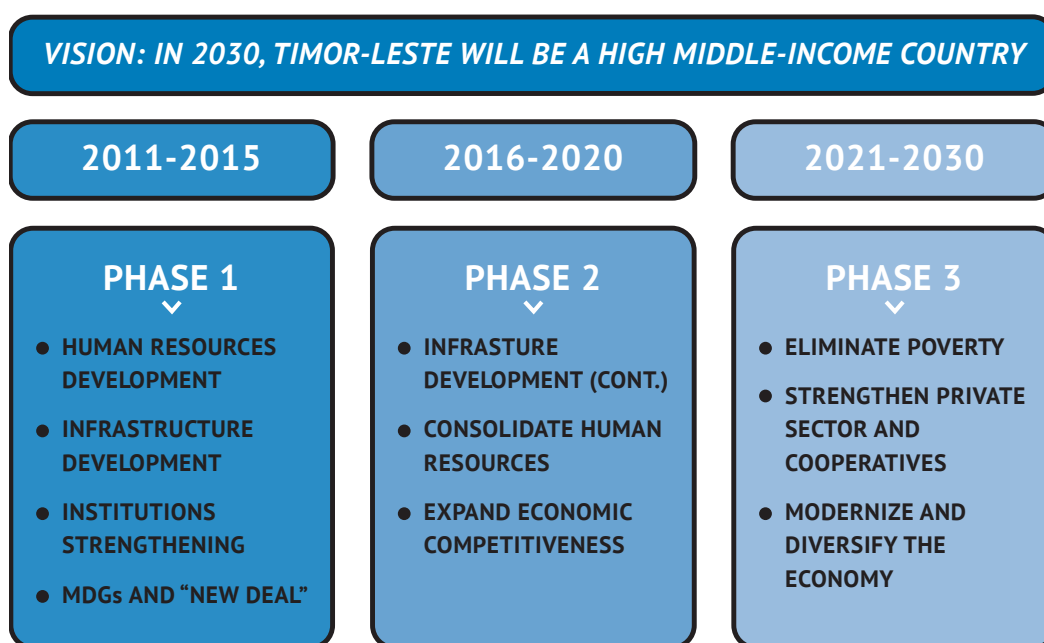 VISION: IN 2030, TIMOR-LESTE WILL BE A HIGH MIDDLE-INCOME COUNTRY
2011-2015
PHASE 1
• HUMAN RESOURCES
DEVELOPMENT
• INFRASTRUCTURE
DEVELOPMENT
• INSTITUTIONS
STRENGTHENING
• MDGs AND “NEW DEAL”
2016-2020
PHASE 2
• INFRASTURE
DEVELOPMENT (CONT.)
• CONSOLIDATE HUMAN
RESOURCES
• EXPAND ECONOMIC
COMPETITIVENESS
2021-2030
PHASE 3
• ELIMINATE POVERTY
• STRENGTHEN PRIVATE
SECTOR AND
COOPERATIVES
• MODERNIZE AND
DIVERSIFY THE
ECONOMY